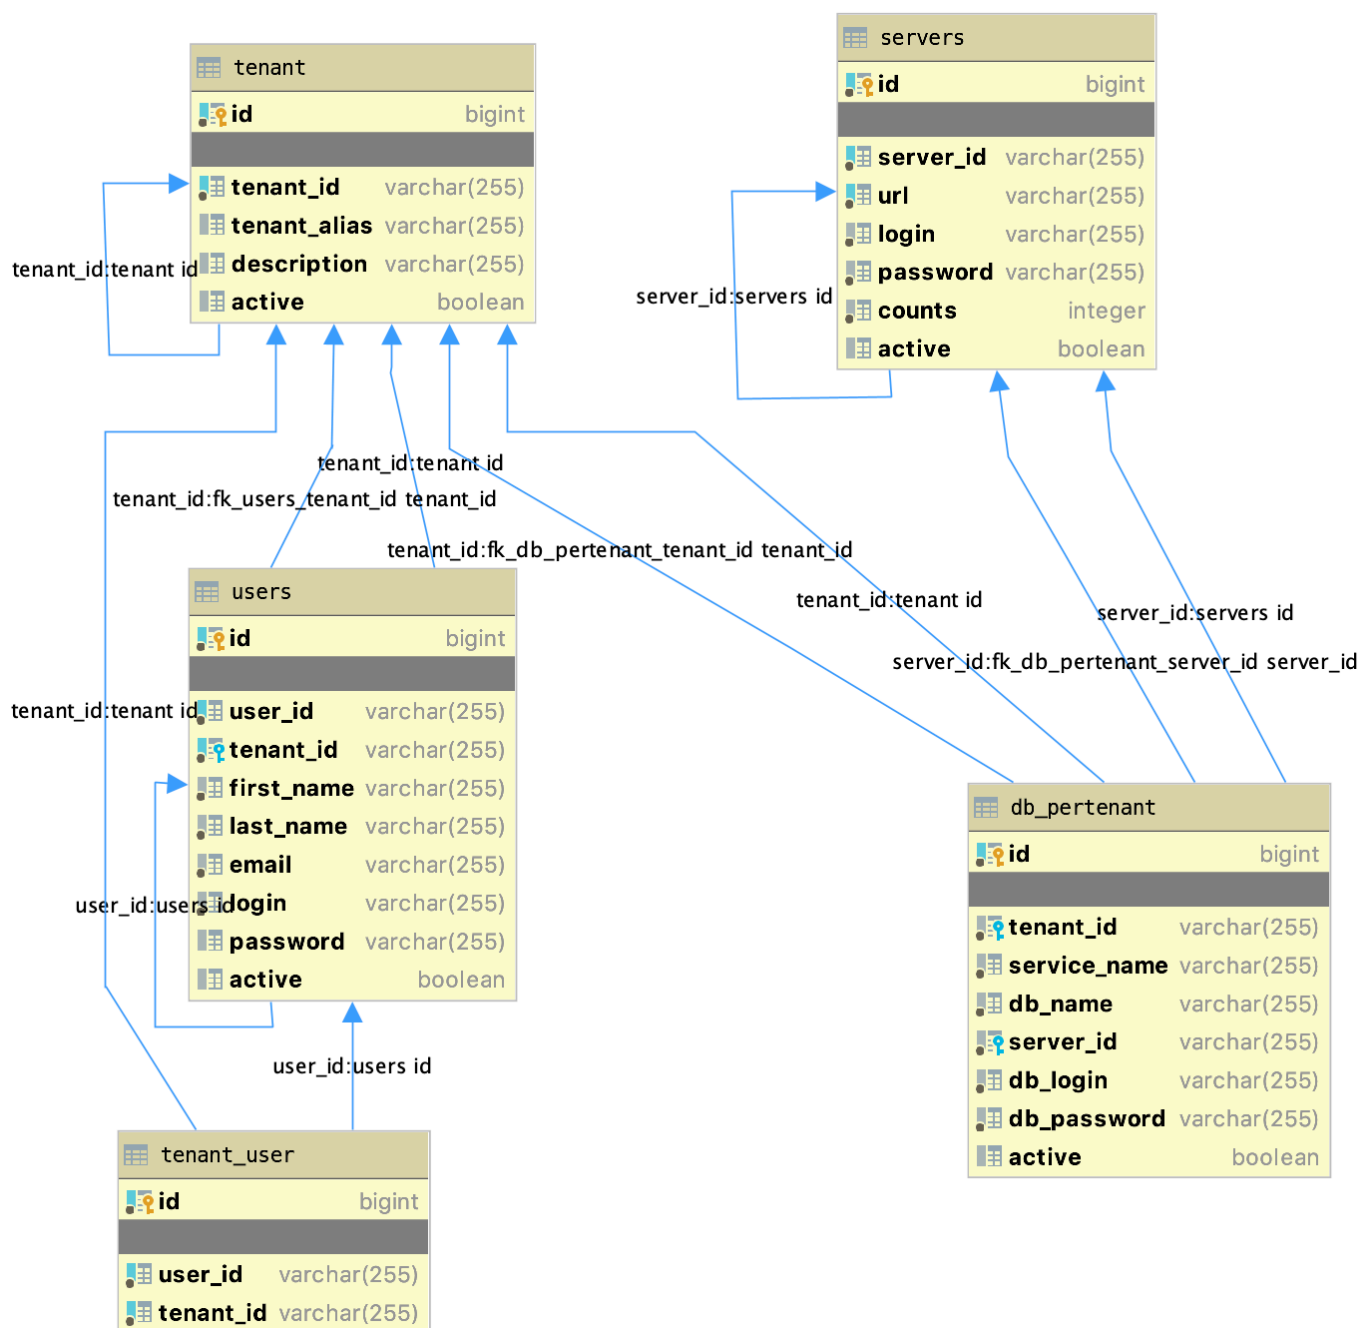 tenant
id bigint
tenant_id varchar(255)
tenant_alias varchar(255)
description varchar(255)
active boolean
tenant_id:tenant id
servers
id bigint
server_id varchar(255)
url varchar(255)
login varchar(255)
password varchar(255)
counts integer
active boolean
server_id:servers id
tenant_id:tenant id
tenant_id:fk_users_tenant_id tenant_id
tenant_id:fk_db_pertenant_tenant_id tenant_id
tenant_id:tenant id
server_id:servers id
server_id:fk_db_pertenant_server_id server_id
users
id bigint
user_id varchar(255)
tenant_id varchar(255)
first_name varchar(255)
last_name varchar(255)
email varchar(255)
login varchar(255)
password varchar(255)
active boolean
tenant_id:tenant id
user_id:users id
user_id:users id
db_pertenant
id bigint
tenant_id varchar(255)
service_name varchar(255)
db_name varchar(255)
server_id varchar(255)
db_login varchar(255)
db_password varchar(255)
active boolean
tenant_user
id bigint
user_id varchar(255)
tenant_id varchar(255)